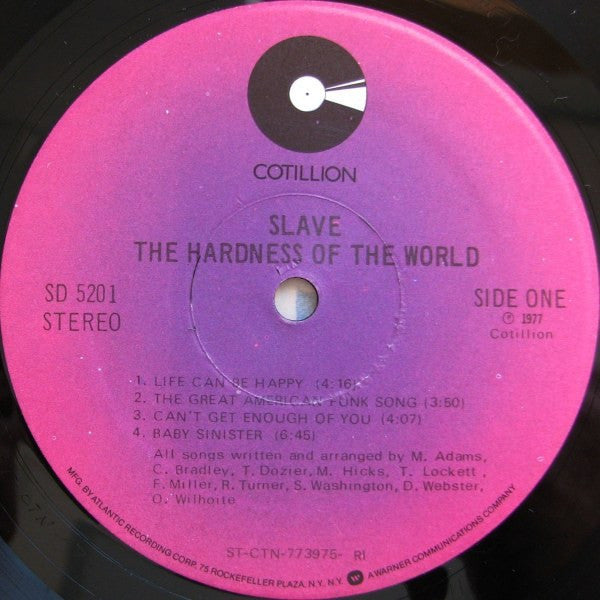 COTILLION
SLAVE
THE HARDNESS OF THE WORLD
SD 5201
STEREO
SIDE ONE
℗ 1977
Cotillion
1. LIFE CAN BE HAPPY (4:16)
2. THE GREAT AMERICAN FUNK SONG (3:50)
3. CAN'T GET ENOUGH OF YOU (4:07)
4. BABY SINISTER (6:45)
All songs written and arranged by M. Adams,
C. Bradley, T. Dozier, M. Hicks, T. Lockett,
F. Miller, R. Turner, S. Washington, D. Webster,
O. Wilhoite
ST-CTN-773975- RI
MFG. BY ATLANTIC RECORDING CORP. 75 ROCKEFELLER PLAZA, N.Y. N.Y. W A WARNER COMMUNICATIONS COMPANY